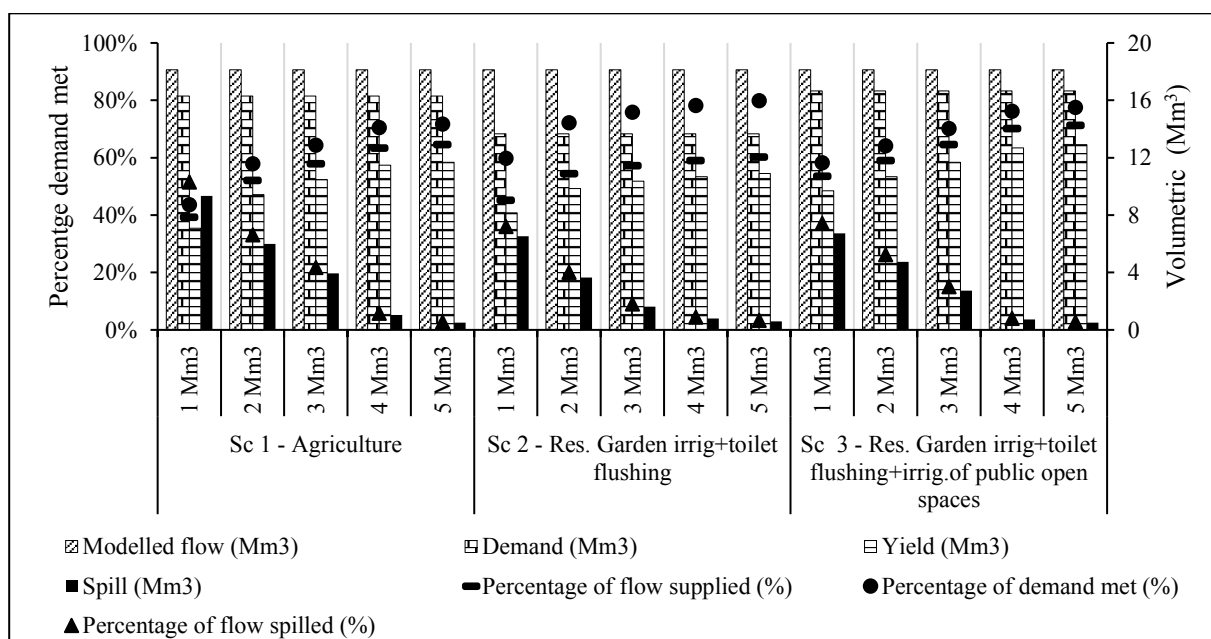 Percentge demand met
100%
80%
60%
40%
20%
0%
20
16
12
8
4
0
Volumetric (Mm³)
1 Mm3
2 Mm3
3 Mm3
4 Mm3
5 Mm3
1 Mm3
2 Mm3
3 Mm3
4 Mm3
5 Mm3
1 Mm3
2 Mm3
3 Mm3
4 Mm3
5 Mm3
Sc 1 - Agriculture
Sc 2 - Res. Garden irrig+toilet
flushing
Sc 3 - Res. Garden irrig+toilet
flushing+irrig.of public open
spaces
Modelled flow (Mm3)
Demand (Mm3)
Yield (Mm3)
Spill (Mm3)
Percentage of flow supplied (%)
Percentage of demand met (%)
Percentage of flow spilled (%)